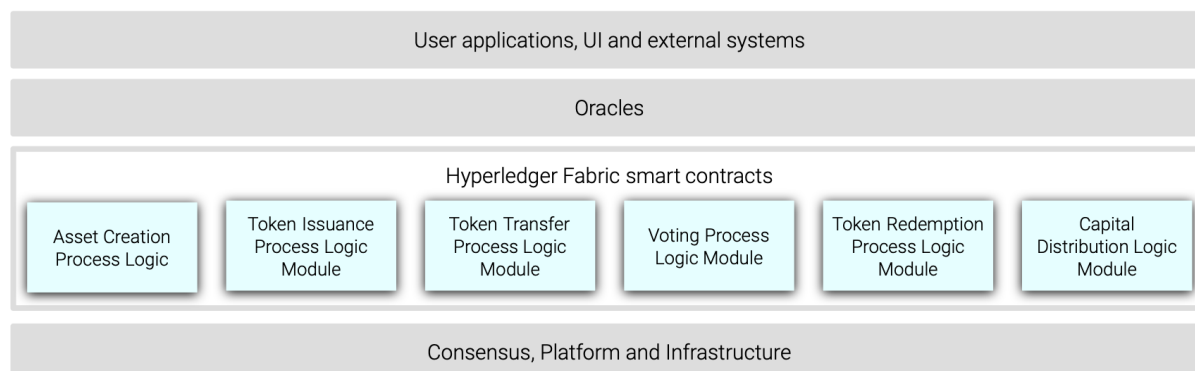 User applications, UI and external systems
Oracles
Hyperledger Fabric smart contracts
Asset Creation
Process Logic
Token Issuance
Process Logic
Module
Token Transfer
Process Logic
Module
Voting Process
Logic Module
Token Redemption
Process Logic
Module
Capital
Distribution Logic
Module
Consensus, Platform and Infrastructure